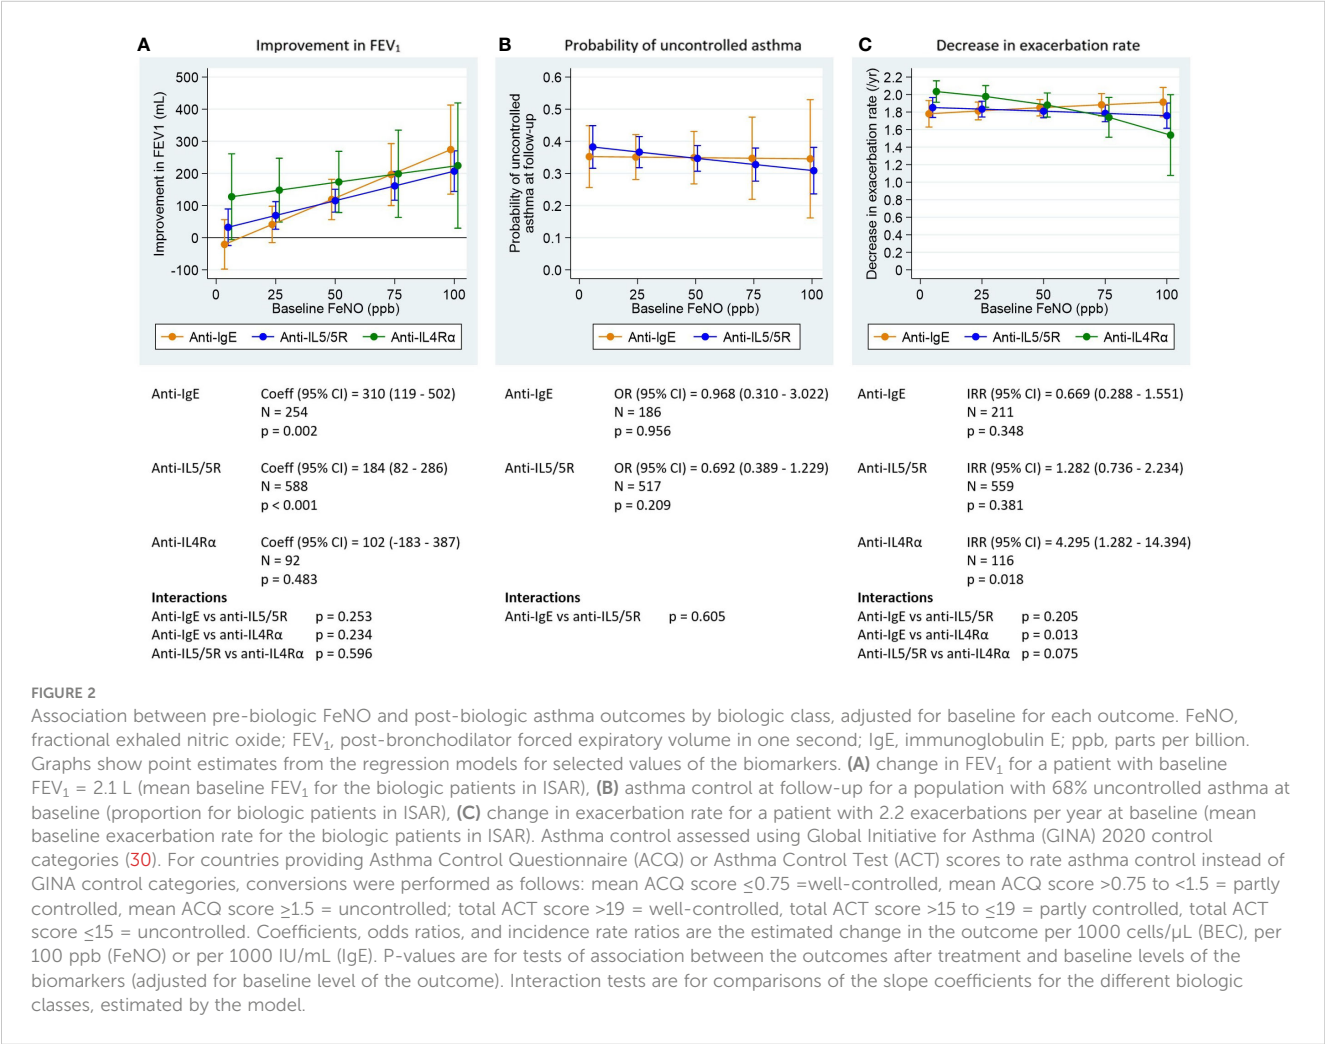 A Improvement in FEV1
Improvement in FEV1 (mL)
500
400
300
200
100
0
-100
0 25 50 75 100
Baseline FeNO (ppb)
Anti-IgE Anti-IL5/5R Anti-IL4Rα
B Probability of uncontrolled asthma
Probability of uncontrolled
asthma at follow-up
0.6
0.5
0.4
0.3
0.2
0.1
0.0
0 25 50 75 100
Baseline FeNO (ppb)
Anti-IgE Anti-IL5/5R
C Decrease in exacerbation rate
Decrease in exacerbation rate (/yr)
2.2
2.0
1.8
1.6
1.4
1.2
1.0
0.8
0.6
0.4
0.2
0
0 25 50 75 100
Baseline FeNO (ppb)
Anti-IgE Anti-IL5/5R Anti-IL4Rα
Anti-IgE Coeff (95% CI) = 310 (119 - 502)
N = 254
p = 0.002
Anti-IL5/5R Coeff (95% CI) = 184 (82 - 286)
N = 588
p < 0.001
Anti-IL4Rα Coeff (95% CI) = 102 (-183 - 387)
N = 92
p = 0.483
Interactions
Anti-IgE vs anti-IL5/5R p = 0.253
Anti-IgE vs anti-IL4Rα p = 0.234
Anti-IL5/5R vs anti-IL4Rα p = 0.596
Anti-IgE OR (95% CI) = 0.968 (0.310 - 3.022)
N = 186
p = 0.956
Anti-IL5/5R OR (95% CI) = 0.692 (0.389 - 1.229)
N = 517
p = 0.209
Interactions
Anti-IgE vs anti-IL5/5R p = 0.605
Anti-IgE IRR (95% CI) = 0.669 (0.288 - 1.551)
N = 211
p = 0.348
Anti-IL5/5R IRR (95% CI) = 1.282 (0.736 - 2.234)
N = 559
p = 0.381
Anti-IL4Rα IRR (95% CI) = 4.295 (1.282 - 14.394)
N = 116
p = 0.018
Interactions
Anti-IgE vs anti-IL5/5R p = 0.205
Anti-IgE vs anti-IL4Rα p = 0.013
Anti-IL5/5R vs anti-IL4Rα p = 0.075
FIGURE 2
Association between pre-biologic FeNO and post-biologic asthma outcomes by biologic class, adjusted for baseline for each outcome. FeNO,
fractional exhaled nitric oxide; FEV1, post-bronchodilator forced expiratory volume in one second; IgE, immunoglobulin E; ppb, parts per billion.
Graphs show point estimates from the regression models for selected values of the biomarkers. (A) change in FEV1 for a patient with baseline
FEV1 = 2.1 L (mean baseline FEV1 for the biologic patients in ISAR), (B) asthma control at follow-up for a population with 68% uncontrolled asthma at
baseline (proportion for biologic patients in ISAR), (C) change in exacerbation rate for a patient with 2.2 exacerbations per year at baseline (mean
baseline exacerbation rate for the biologic patients in ISAR). Asthma control assessed using Global Initiative for Asthma (GINA) 2020 control
categories (30). For countries providing Asthma Control Questionnaire (ACQ) or Asthma Control Test (ACT) scores to rate asthma control instead of
GINA control categories, conversions were performed as follows: mean ACQ score ≤0.75 =well-controlled, mean ACQ score >0.75 to <1.5 = partly
controlled, mean ACQ score ≥1.5 = uncontrolled; total ACT score >19 = well-controlled, total ACT score >15 to ≤19 = partly controlled, total ACT
score ≤15 = uncontrolled. Coefficients, odds ratios, and incidence rate ratios are the estimated change in the outcome per 1000 cells/μL (BEC), per
100 ppb (FeNO) or per 1000 IU/mL (IgE). P-values are for tests of association between the outcomes after treatment and baseline levels of the
biomarkers (adjusted for baseline level of the outcome). Interaction tests are for comparisons of the slope coefficients for the different biologic
classes, estimated by the model.